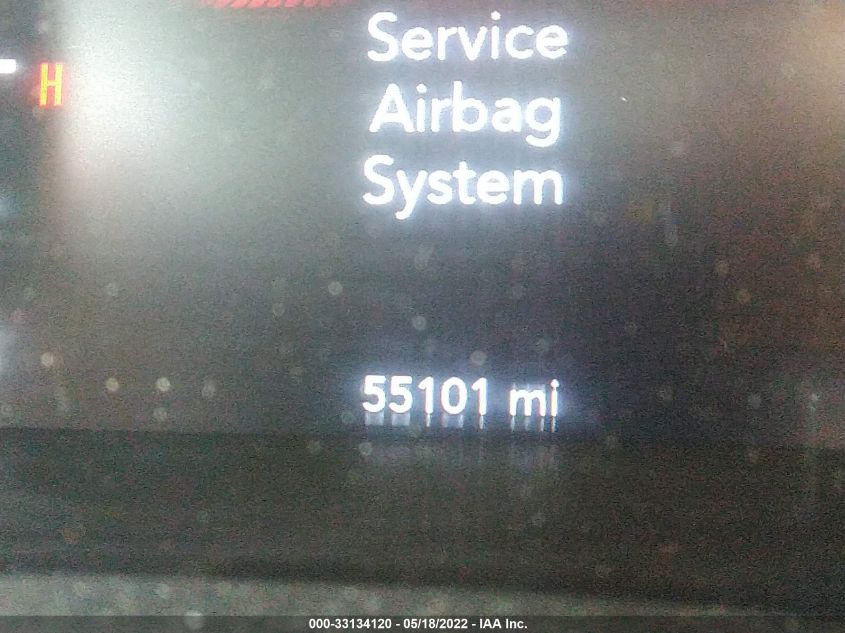 Service
H
Airbag
System
55101 mi
000-33134120 - 05/18/2022 - IAA Inc.